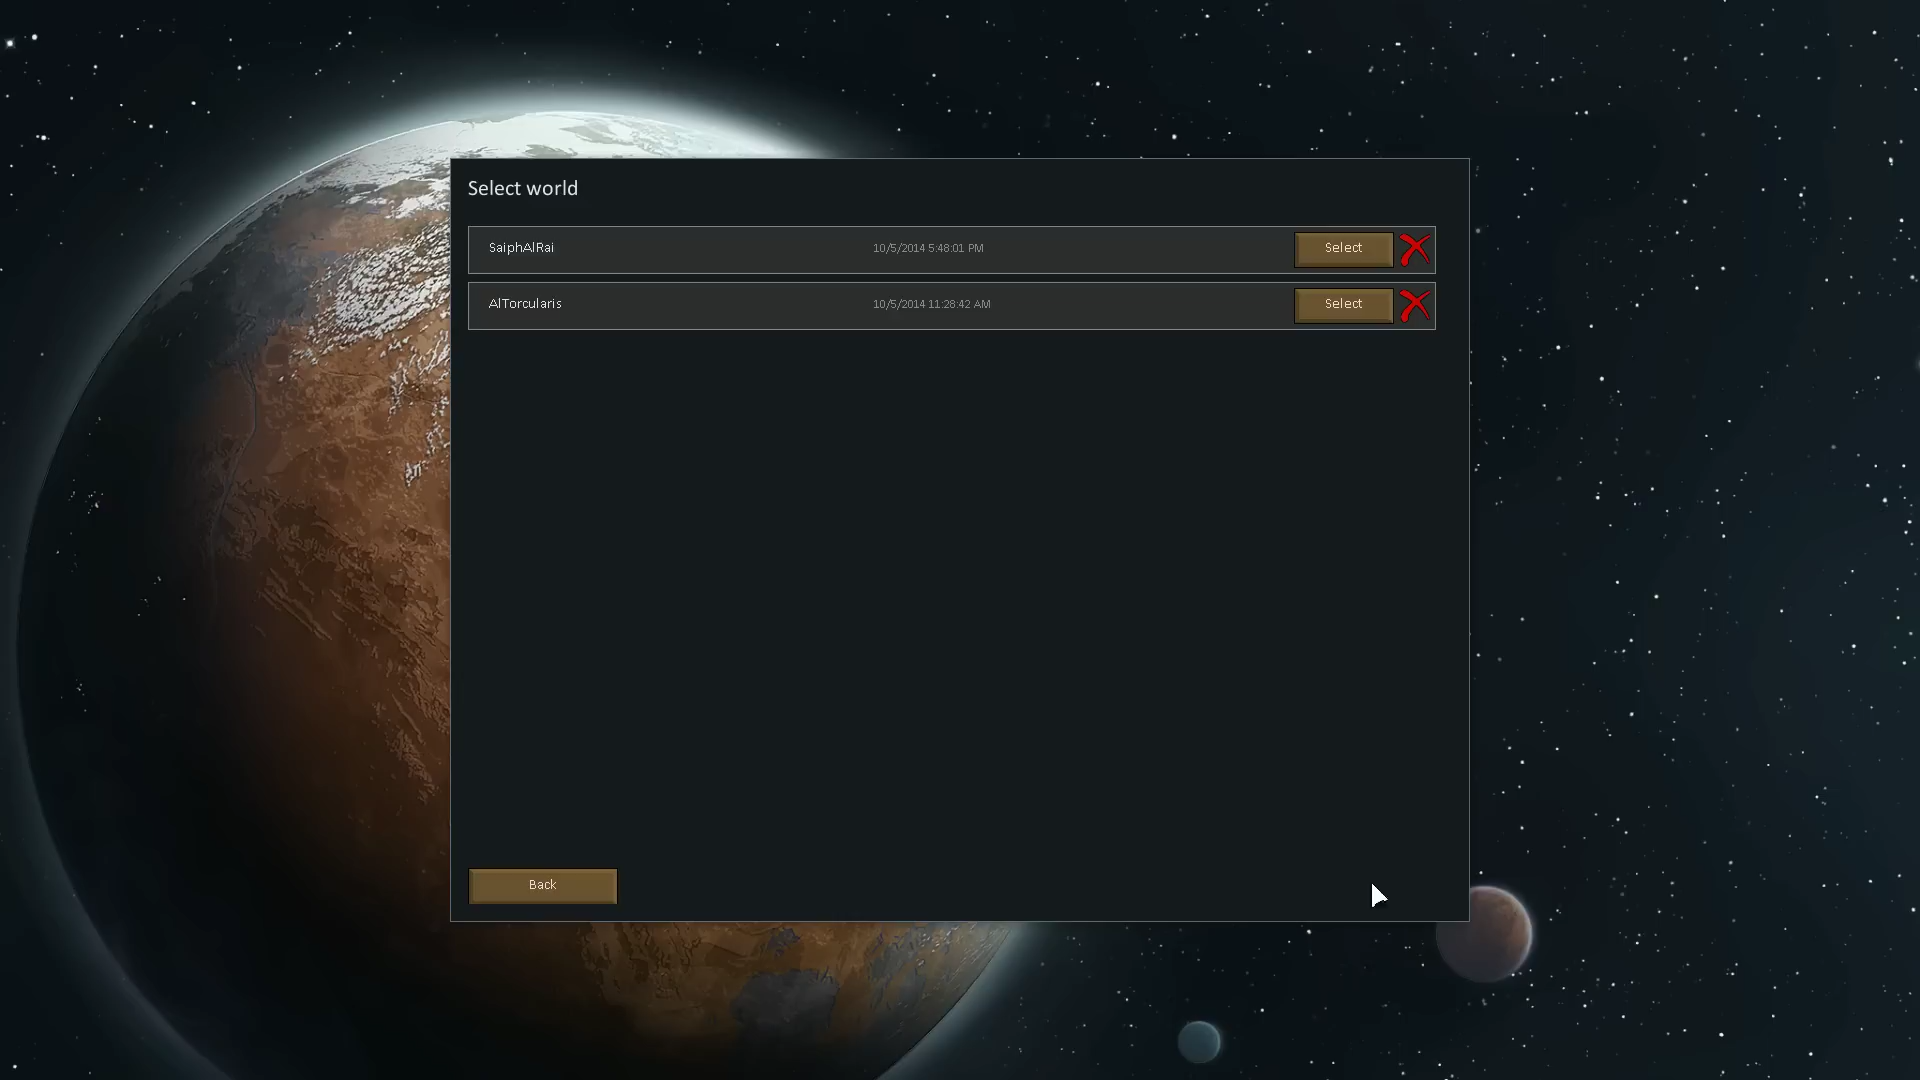 Select world
SaiphAlRai 10/5/2014 5:48:01 PM Select
AlTorcularis 10/5/2014 11:28:42 AM Select
Back